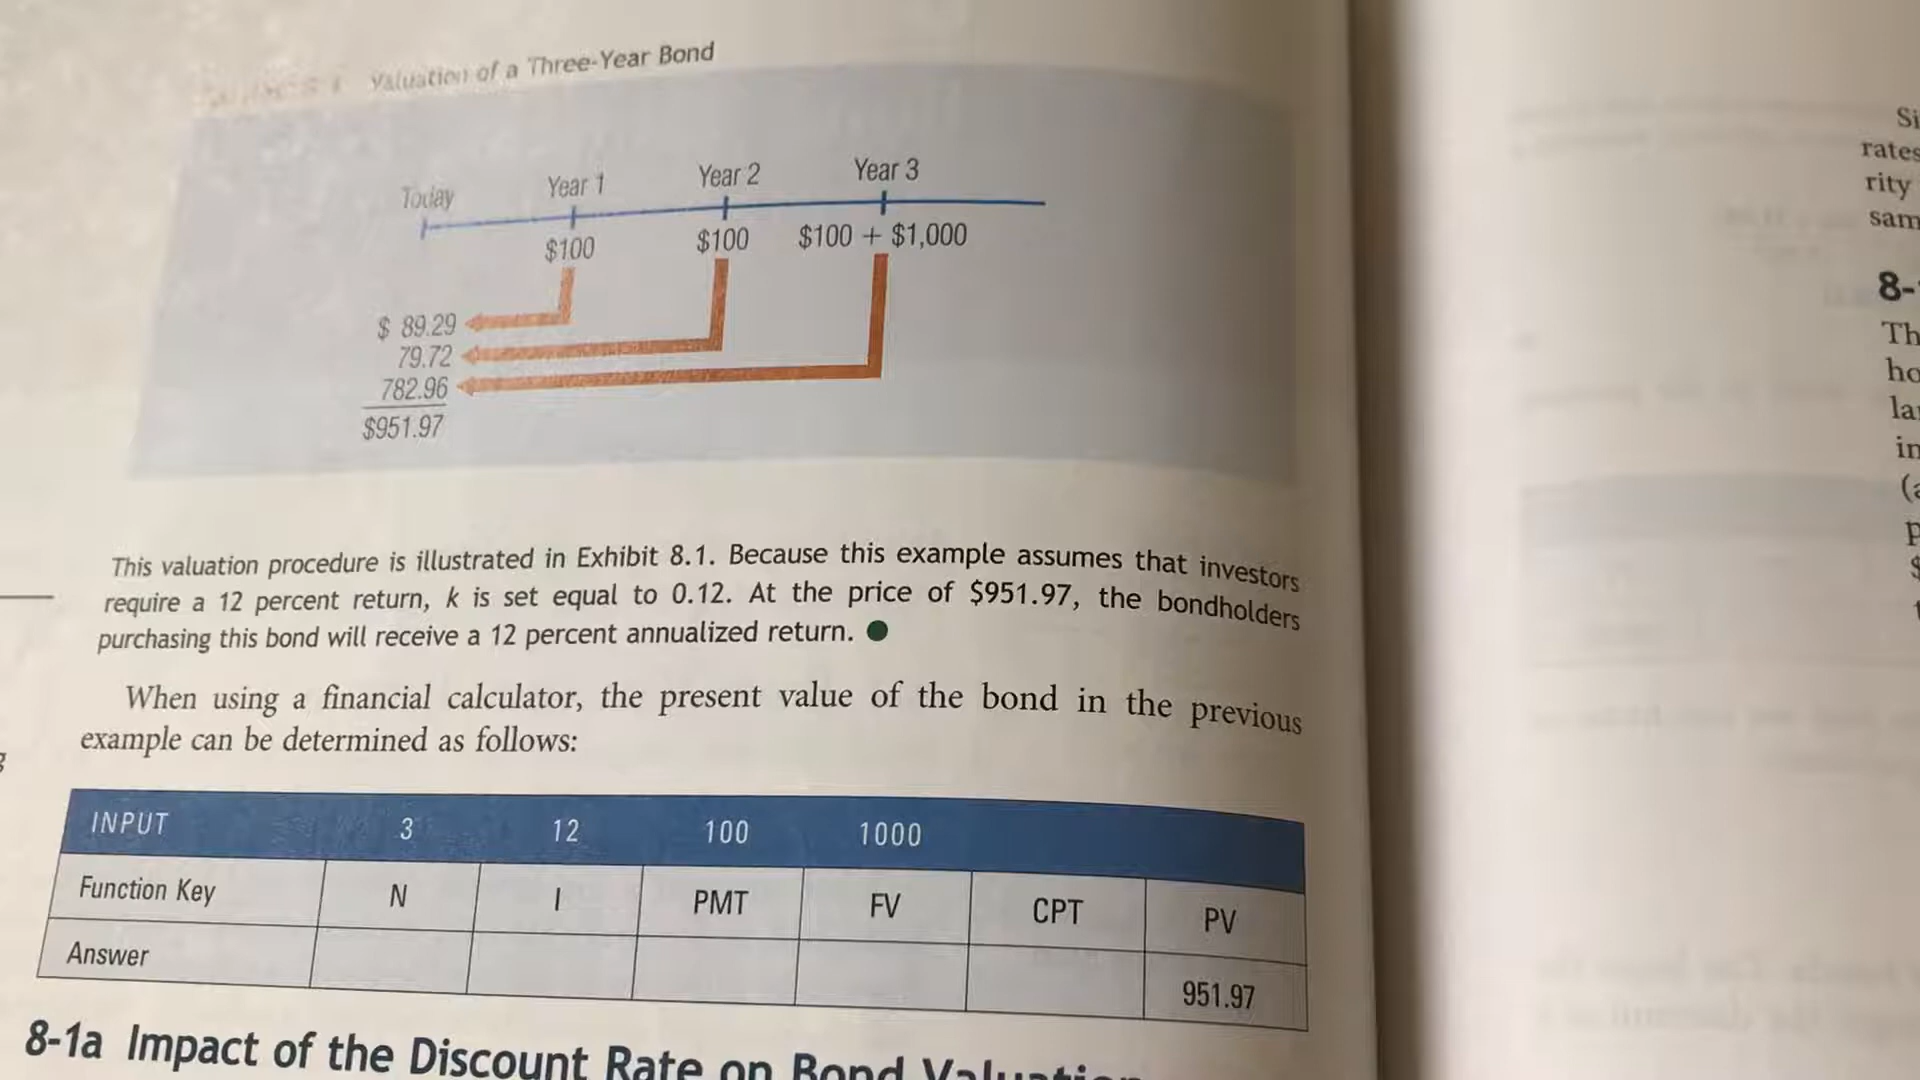 Valuation of a Three-Year Bond
Today Year 1 Year 2 Year 3
$100 $100 $100 + $1,000
$ 89.29
79.72
782.96
$951.97
This valuation procedure is illustrated in Exhibit 8.1. Because this example assumes that investors
require a 12 percent return, k is set equal to 0.12. At the price of $951.97, the bondholders
purchasing this bond will receive a 12 percent annualized return.
When using a financial calculator, the present value of the bond in the previous
example can be determined as follows:
INPUT 3 12 100 1000
Function Key N I PMT FV CPT PV
Answer 951.97
8-1a Impact of the Discount Rate on Bond Valuation
rates
rity
8-